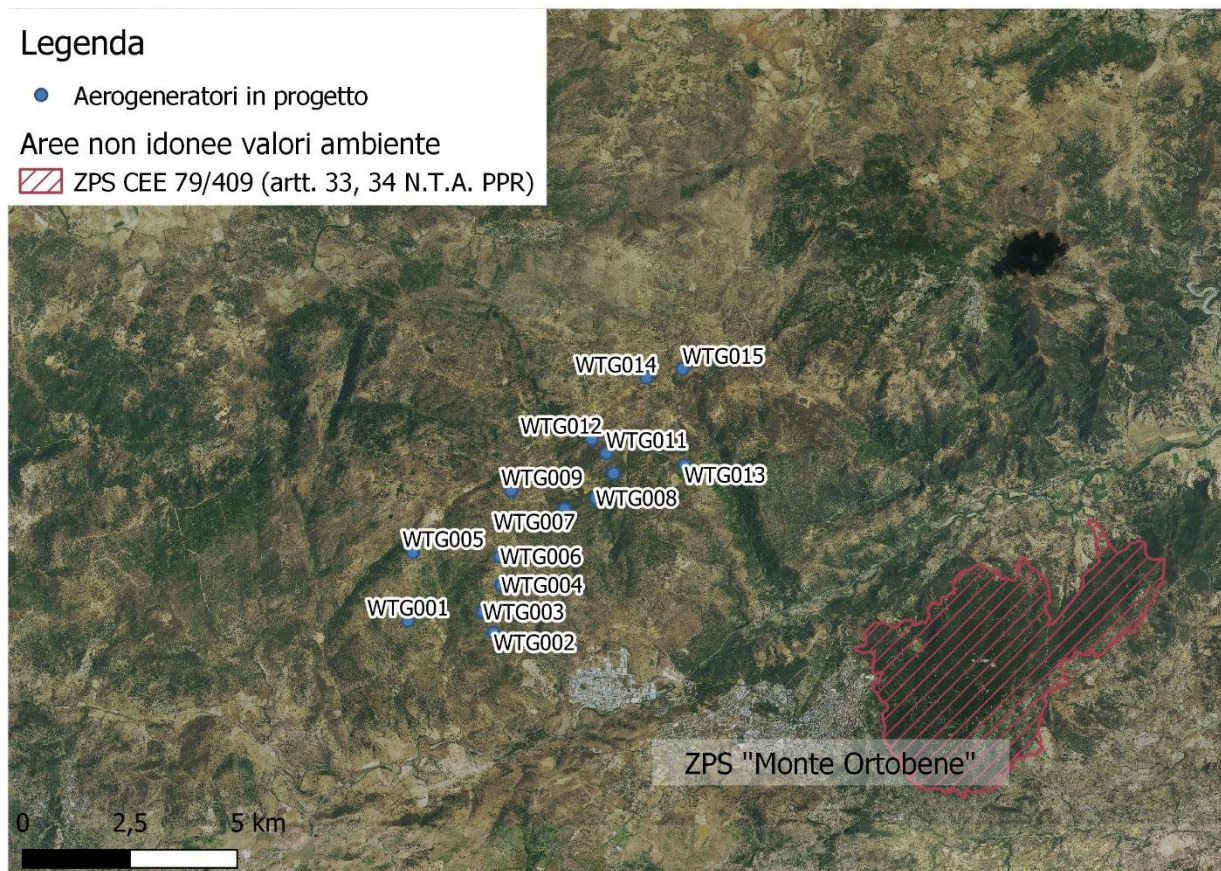 Legenda
Aerogeneratori in progetto
Aree non idonee valori ambiente
ZPS CEE 79/409 (artt. 33, 34 N.T.A. PPR)
WTG014
WTG015
WTG012
WTG011
WTG013
WTG009
WTG008
WTG007
WTG005
WTG006
WTG004
WTG001
WTG003
WTG002
ZPS "Monte Ortobene"
0 2,5 5 km